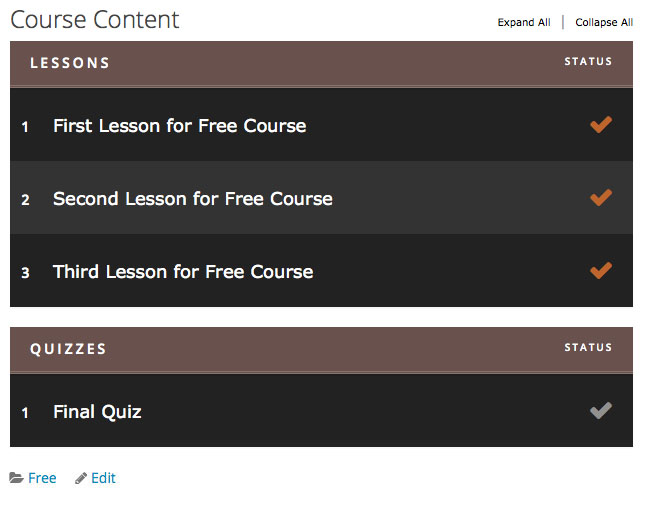 Course Content
Expand All | Collapse All
LESSONS STATUS
1 First Lesson for Free Course
2 Second Lesson for Free Course
3 Third Lesson for Free Course
QUIZZES STATUS
1 Final Quiz
Free Edit